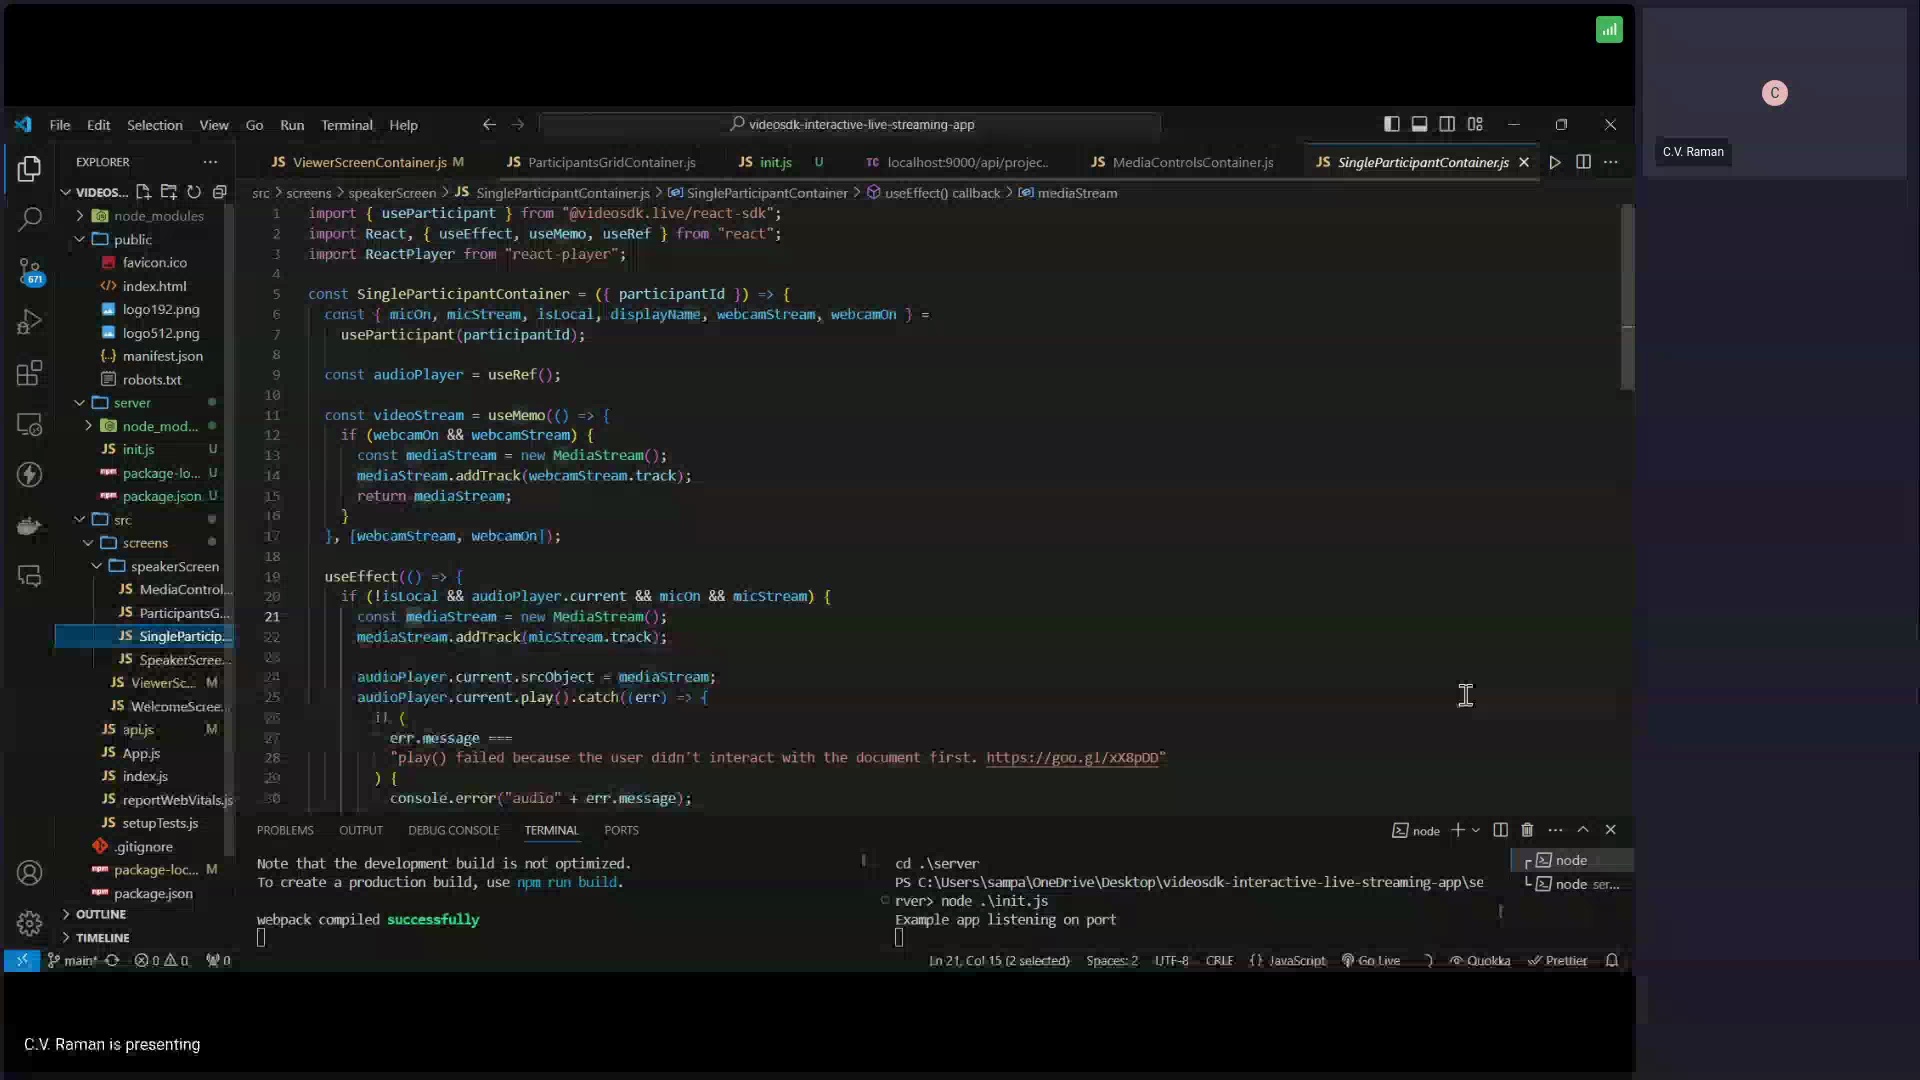 C
C.V. Raman
File Edit Selection View Go Run Terminal Help
videosdk-interactive-live-streaming-app
EXPLORER
ViewerScreenContainer.js M
ParticipantsGridContainer.js
init.js U
localhost:9000/api/projec..
MediaControlsContainer.js
SingleParticipantContainer.js
src > screens > speakerScreen > JS SingleParticipantContainer.js > SingleParticipantContainer > useEffect() callback > mediaStream
VIDEOS...
node_modules
public
favicon.ico
index.html
logo192.png
logo512.png
manifest.json
robots.txt
server
node_mod...
init.js U
package-lo... U
package.json U
src
screens
speakerScreen
MediaControl...
ParticipantsG...
SingleParticip...
SpeakerScree...
ViewerSc... M
WelcomeScree...
api.js M
App.js
index.js
reportWebVitals.js
setupTests.js
.gitignore
package-loc... M
package.json
OUTLINE
TIMELINE
671
1 import { useParticipant } from "@videosdk.live/react-sdk";
2 import React, { useEffect, useMemo, useRef } from "react";
3 import ReactPlayer from "react-player";
4
5 const SingleParticipantContainer = ({ participantId }) => {
6 const { micOn, micStream, isLocal, displayName, webcamStream, webcamOn } =
7 useParticipant(participantId);
8
9 const audioPlayer = useRef();
10
11 const videoStream = useMemo(() => {
12 if (webcamOn && webcamStream) {
13 const mediaStream = new MediaStream();
14 mediaStream.addTrack(webcamStream.track);
15 return mediaStream;
16 }
17 }, [webcamStream, webcamOn]);
18
19 useEffect(() => {
20 if (!isLocal && audioPlayer.current && micOn && micStream) {
21 const mediaStream = new MediaStream();
22 mediaStream.addTrack(micStream.track);
23
24 audioPlayer.current.srcObject = mediaStream;
25 audioPlayer.current.play().catch((err) => {
26 if (
27 err.message ===
28 "play() failed because the user didn't interact with the document first. https://goo.gl/xX8pDD"
29 ) {
30 console.error("audio" + err.message);
PROBLEMS OUTPUT DEBUG CONSOLE TERMINAL PORTS
node
Note that the development build is not optimized.
To create a production build, use npm run build.
webpack compiled successfully
cd .\server
PS C:\Users\sampa\OneDrive\Desktop\videosdk-interactive-live-streaming-app\se
rver> node .\init.js
Example app listening on port
node
node ser...
main* 0 0 0
Ln 21, Col 15 (2 selected) Spaces: 2 UTF-8 CRLF {} JavaScript Go Live Quokka Prettier
C.V. Raman is presenting